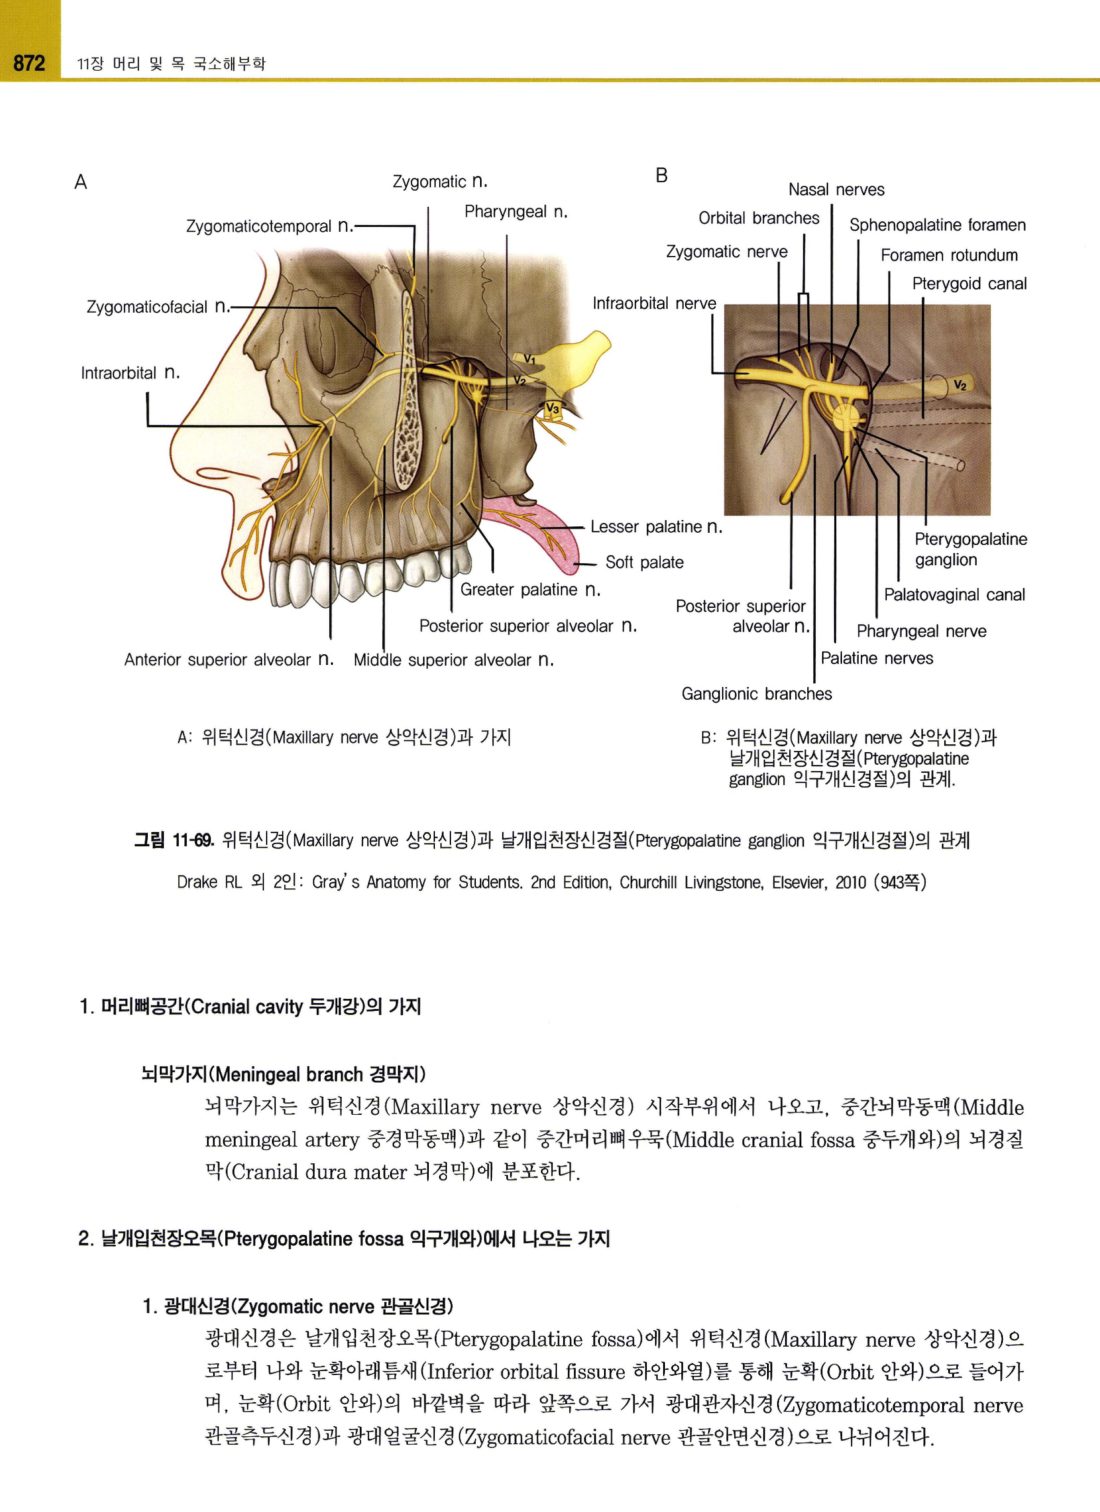 872
11장 머리 및 목 국소해부학
A
Zygomatic n.
Pharyngeal n.
Zygomaticotemporal n.
Zygomaticofacial n.
Intraorbital n.
V1
V2
V3
Lesser palatine n.
Soft palate
Greater palatine n.
Posterior superior alveolar n.
Anterior superior alveolar n.
Middle superior alveolar n.
B
Nasal nerves
Orbital branches
Sphenopalatine foramen
Zygomatic nerve
Foramen rotundum
Pterygoid canal
Infraorbital nerve
V2
Pterygopalatine
ganglion
Palatovaginal canal
Posterior superior
alveolar n.
Pharyngeal nerve
Palatine nerves
Ganglionic branches
A: 위턱신경(Maxillary nerve 상악신경)과 가지
B: 위턱신경(Maxillary nerve 상악신경)과
날개입천장신경절(Pterygopalatine
ganglion 익구개신경절)의 관계.
그림 11-69. 위턱신경(Maxillary nerve 상악신경)과 날개입천장신경절(Pterygopalatine ganglion 익구개신경절)의 관계
Drake RL 외 2인: Gray's Anatomy for Students. 2nd Edition, Churchill Livingstone, Elsevier, 2010 (943쪽)
1. 머리뼈공간(Cranial cavity 두개강)의 가지
뇌막가지(Meningeal branch 경막지)
뇌막가지는 위턱신경(Maxillary nerve 상악신경) 시작부위에서 나오고, 중간뇌막동맥(Middle
meningeal artery 중경막동맥)과 같이 중간머리뼈우묵(Middle cranial fossa 중두개와)의 뇌경질
막(Cranial dura mater 뇌경막)에 분포한다.
2. 날개입천장오목(Pterygopalatine fossa 익구개와)에서 나오는 가지
1. 광대신경(Zygomatic nerve 관골신경)
광대신경은 날개입천장오목(Pterygopalatine fossa)에서 위턱신경(Maxillary nerve 상악신경)으
로부터 나와 눈확아래틈새(Inferior orbital fissure 하안와열)를 통해 눈확(Orbit 안와)으로 들어가
며, 눈확(Orbit 안와)의 바깥벽을 따라 앞쪽으로 가서 광대관자신경(Zygomaticotemporal nerve
관골측두신경)과 광대얼굴신경(Zygomaticofacial nerve 관골안면신경)으로 나뉘어진다.